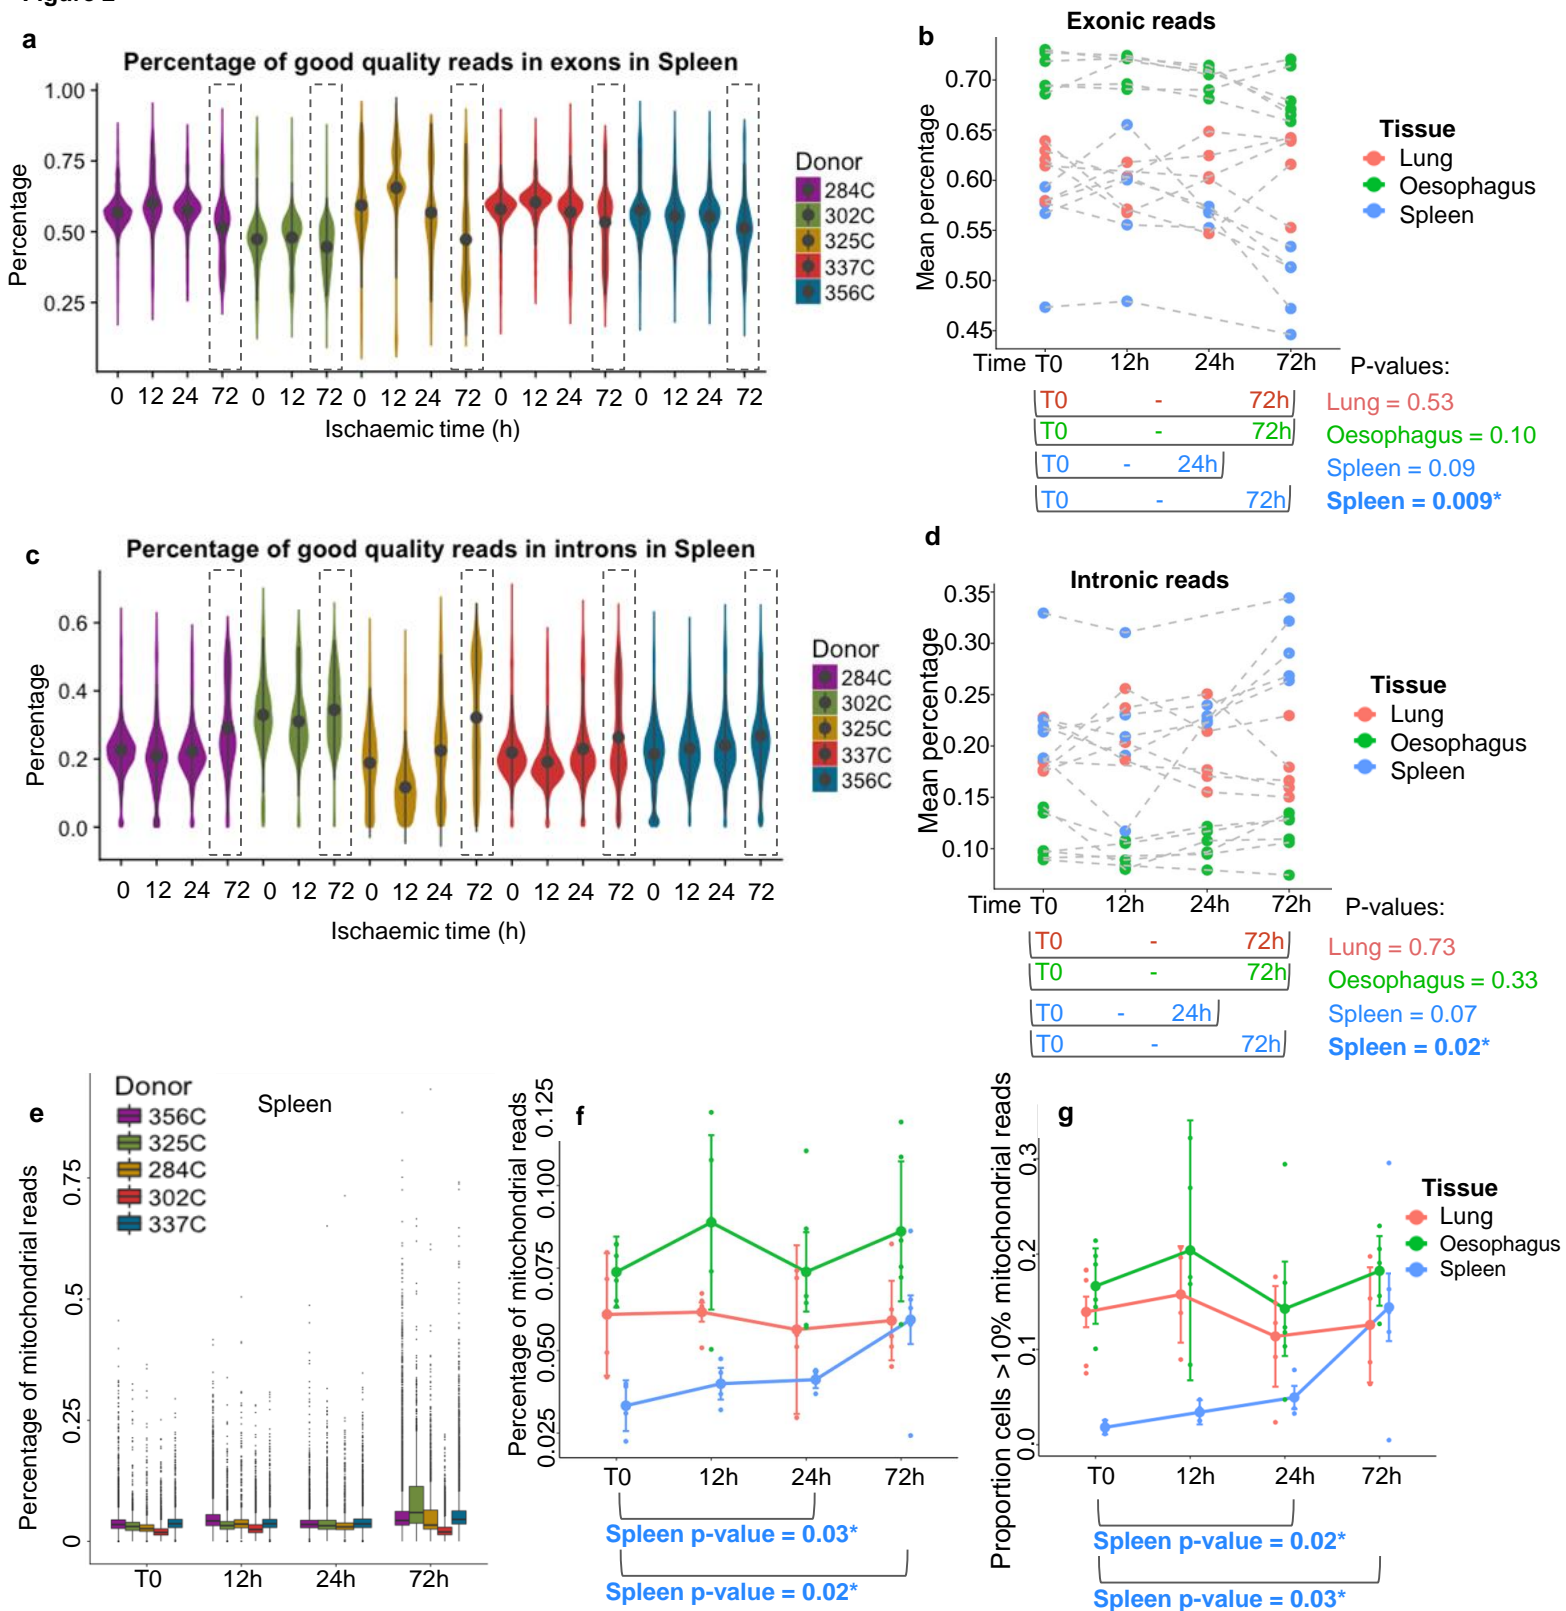 a
Percentage of good quality reads in exons in Spleen
1.00
0.75
0.50
0.25
Percentage
0 12 24 72 0 12 72 0 12 24 72 0 12 24 72 0 12 24 72
Ischaemic time (h)
Donor
284C
302C
325C
337C
356C
b
Exonic reads
0.70
0.65
0.60
0.55
0.50
0.45
Mean percentage
Time T0 12h 24h 72h
Tissue
Lung
Oesophagus
Spleen
P-values:
T0 - 72h Lung = 0.53
T0 - 72h Oesophagus = 0.10
T0 - 24h Spleen = 0.09
T0 - 72h Spleen = 0.009*
c
Percentage of good quality reads in introns in Spleen
0.6
0.4
0.2
0.0
Percentage
0 12 24 72 0 12 72 0 12 24 72 0 12 24 72 0 12 24 72
Ischaemic time (h)
Donor
284C
302C
325C
337C
356C
d
Intronic reads
0.35
0.30
0.25
0.20
0.15
0.10
Mean percentage
Time T0 12h 24h 72h
Tissue
Lung
Oesophagus
Spleen
P-values:
T0 - 72h Lung = 0.73
T0 - 72h Oesophagus = 0.33
T0 - 24h Spleen = 0.07
T0 - 72h Spleen = 0.02*
e
Donor
356C
325C
284C
302C
337C
Spleen
0.75
0.5
0.25
0
Percentage of mitochondrial reads
T0 12h 24h 72h
f
0.125
0.100
0.075
0.050
0.025
Percentage of mitochondrial reads
T0 12h 24h 72h
Spleen p-value = 0.03*
Spleen p-value = 0.02*
g
0.3
0.2
0.1
0.0
Proportion cells >10% mitochondrial reads
T0 12h 24h 72h
Tissue
Lung
Oesophagus
Spleen
Spleen p-value = 0.02*
Spleen p-value = 0.03*